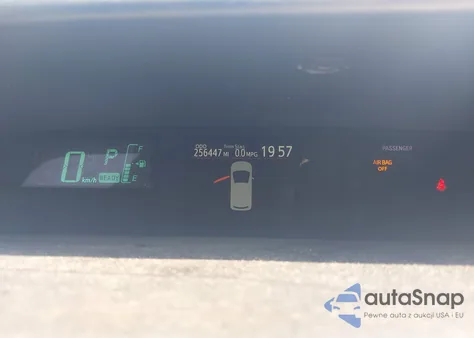 0 km/h
P
READY
F
E
ODO
256447 MI
0.0 MPG
19 57
PASSENGER
AIR BAG
OFF
autaSnap
Pewne auta z aukcji USA - EU